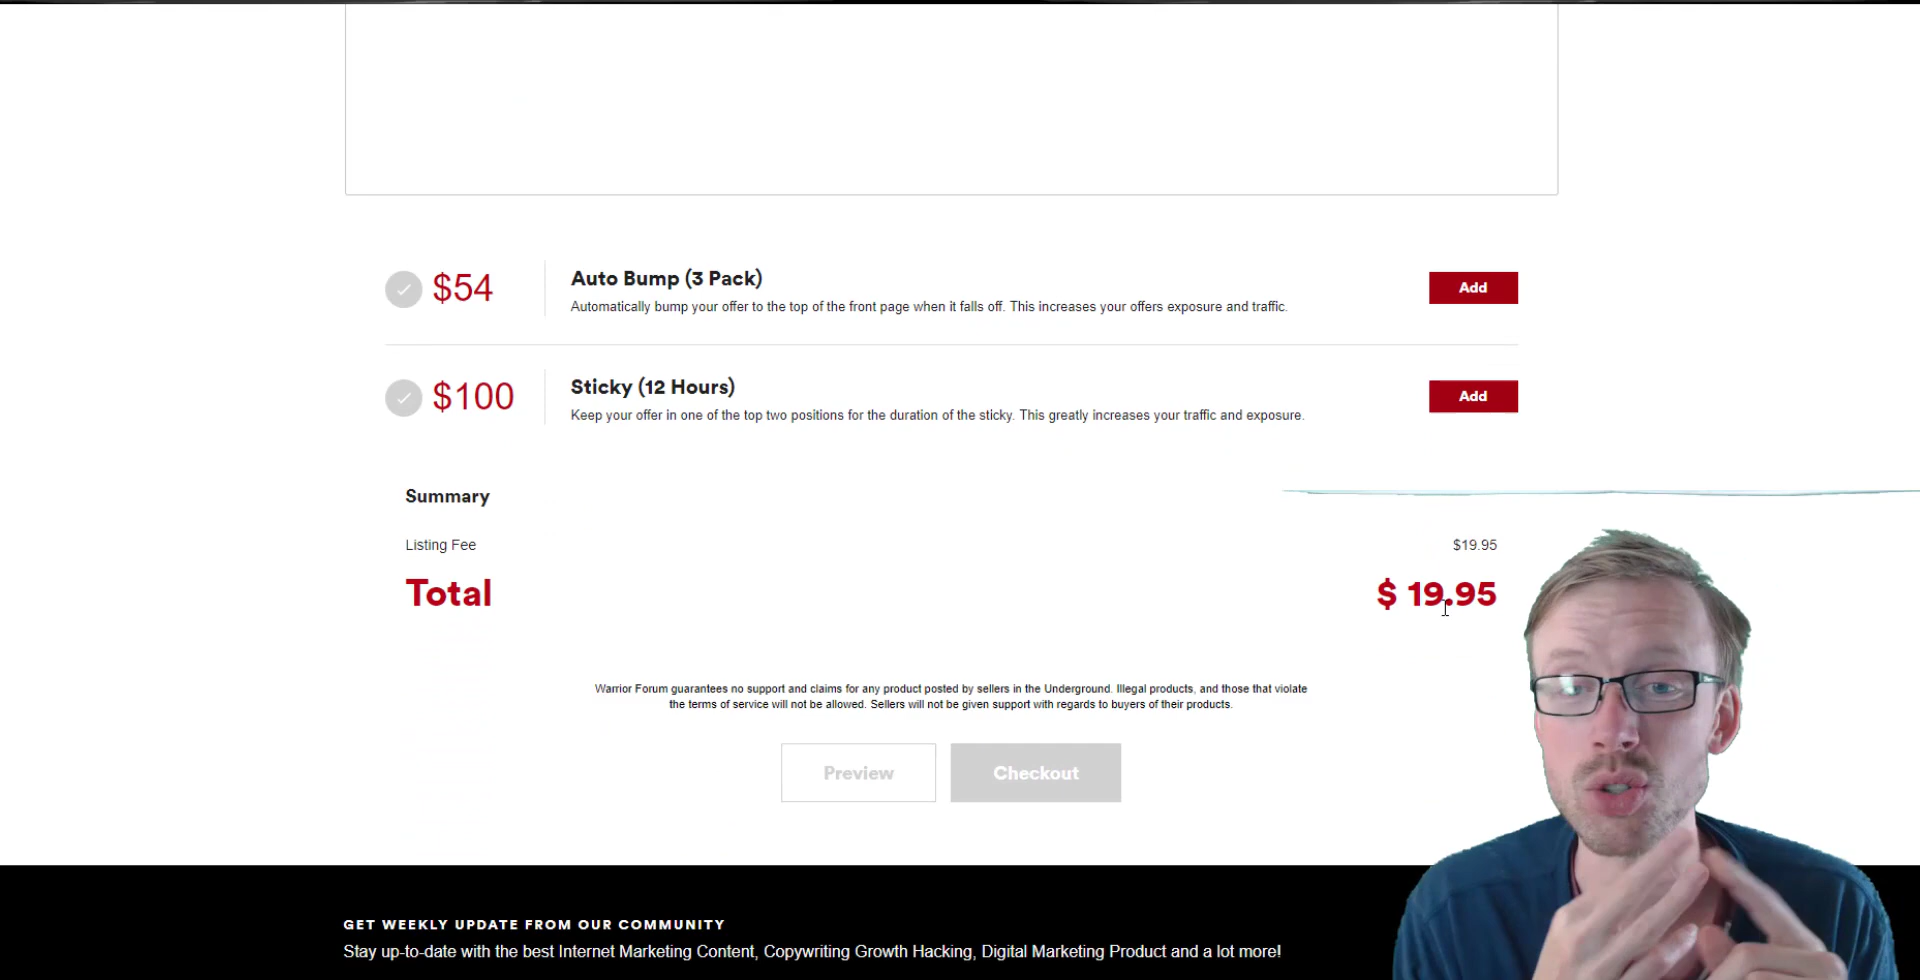 $54
Auto Bump (3 Pack)
Automatically bump your offer to the top of the front page when it falls off. This increases your offers exposure and traffic.
Add
$100
Sticky (12 Hours)
Keep your offer in one of the top two positions for the duration of the sticky. This greatly increases your traffic and exposure.
Add
Summary
Listing Fee
$19.95
Total
$ 19.95
Warrior Forum guarantees no support and claims for any product posted by sellers in the Underground. Illegal products, and those that violate
the terms of service will not be allowed. Sellers will not be given support with regards to buyers of their products.
Preview
Checkout
GET WEEKLY UPDATE FROM OUR COMMUNITY
Stay up-to-date with the best Internet Marketing Content, Copywriting Growth Hacking, Digital Marketing Product and a lot more!